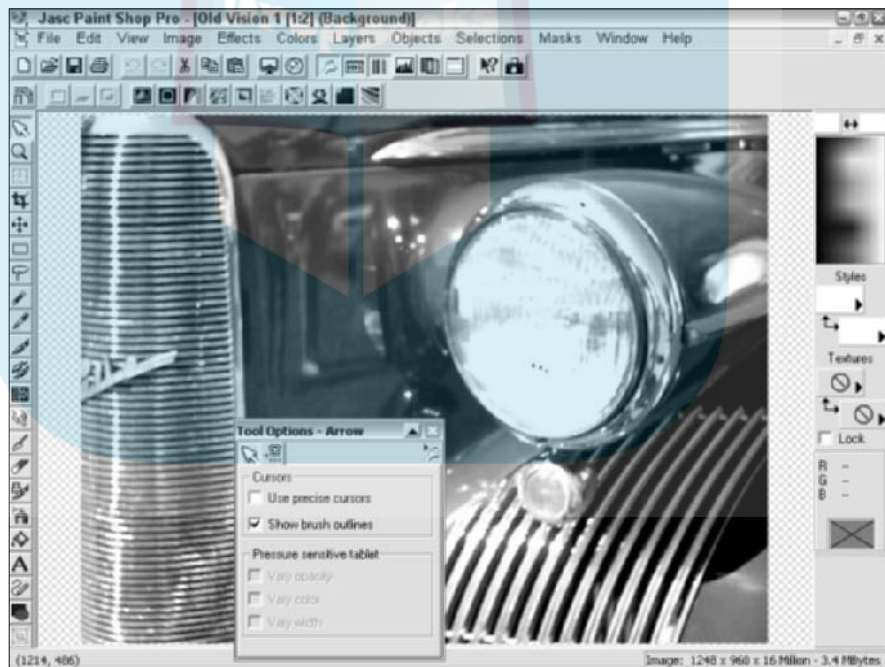 Jasc Paint Shop Pro - [Old Vision 1 [1:2] (Background)]
File Edit View Image Effects Colors Layers Objects Selections Masks Window Help
Styles
Textures
Lock
R -
G -
B -
Tool Options - Arrow
Cursors
Use precise cursors
Show brush outlines
Pressure sensitive tablet
Vary opacity
Vary color
Vary width
(1214, 486)
Image: 1248 x 960 x 16 Million - 3.4 MBytes